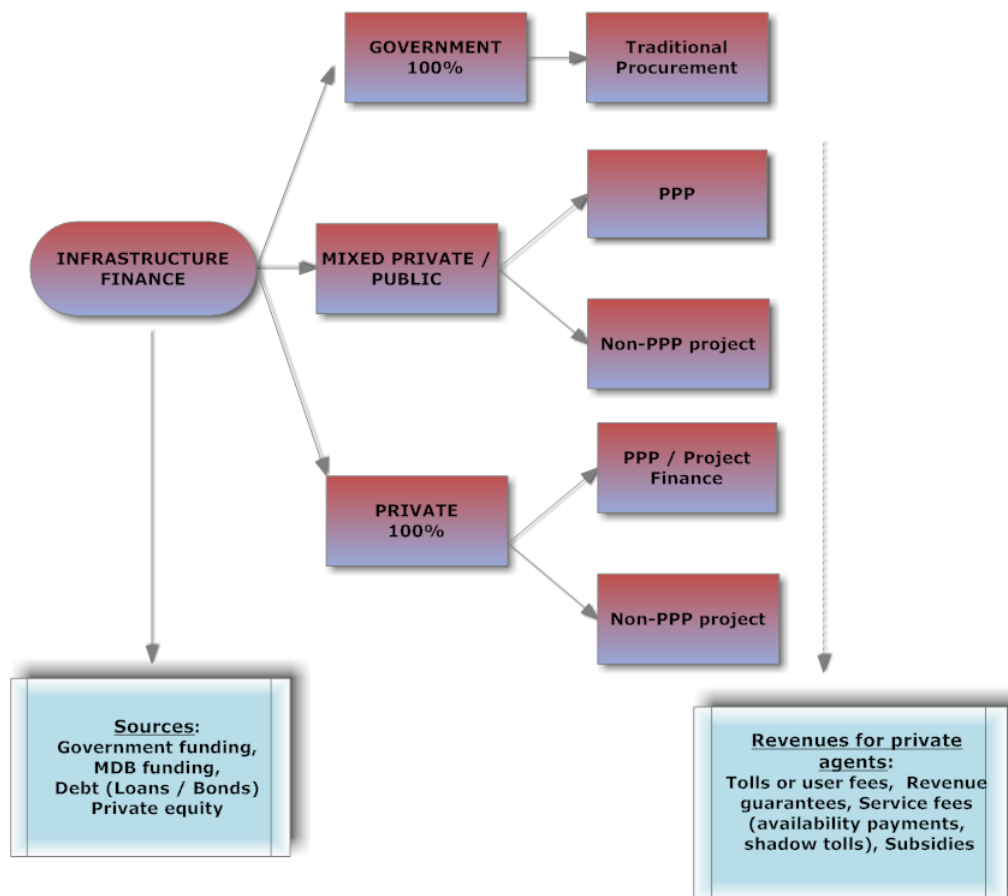 GOVERNMENT
100%
Traditional
Procurement
PPP
INFRASTRUCTURE
FINANCE
MIXED PRIVATE /
PUBLIC
Non-PPP project
PPP / Project
Finance
PRIVATE
100%
Non-PPP project
Sources:
Government funding,
MDB funding,
Debt (Loans / Bonds)
Private equity
Revenues for private
agents:
Tolls or user fees, Revenue
guarantees, Service fees
(availability payments,
shadow tolls), Subsidies